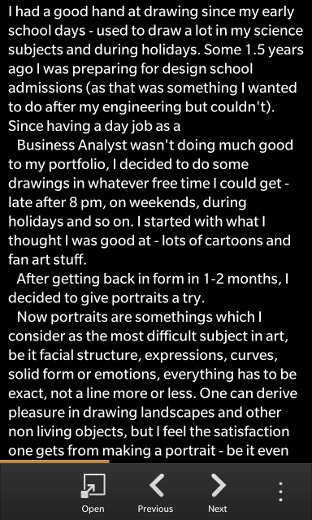 I had a good hand at drawing since my early
school days - used to draw a lot in my science
subjects and during holidays. Some 1.5 years
ago I was preparing for design school
admissions (as that was something I wanted
to do after my engineering but couldn't).
Since having a day job as a
Business Analyst wasn't doing much good
to my portfolio, I decided to do some
drawings in whatever free time I could get -
late after 8 pm, on weekends, during
holidays and so on. I started with what I
thought I was good at - lots of cartoons and
fan art stuff.
After getting back in form in 1-2 months, I
decided to give portraits a try.
Now portraits are somethings which I
consider as the most difficult subject in art,
be it facial structure, expressions, curves,
solid form or emotions, everything has to be
exact, not a line more or less. One can derive
pleasure in drawing landscapes and other
non living objects, but I feel the satisfaction
one gets from making a portrait - be it even
Open Previous Next